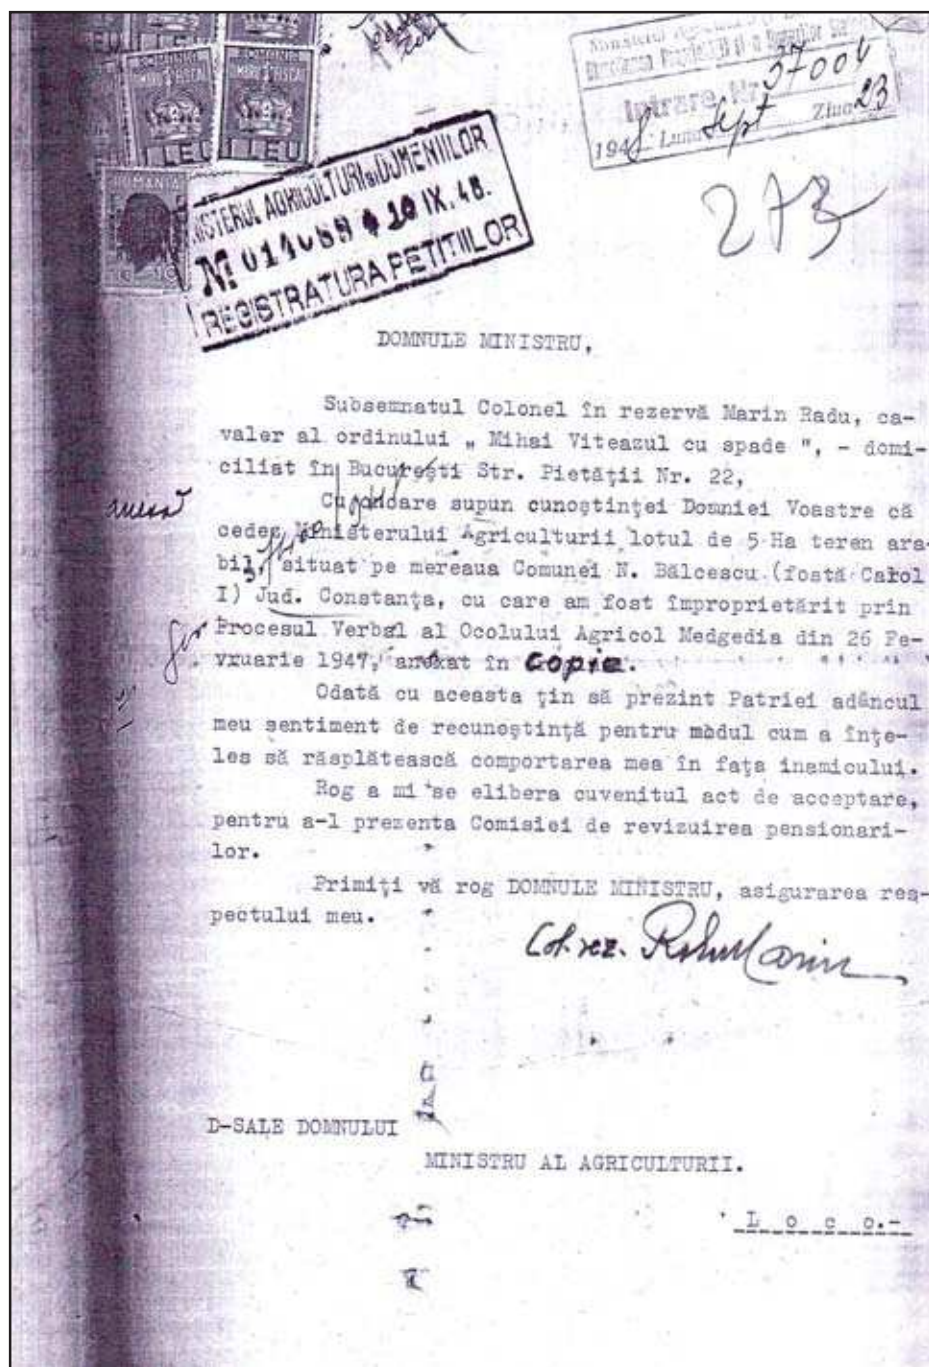 ROMANIA
MINISTERUL AGRICULTURII ȘI DOMENIILOR
10 IX. 48.
REGISTRATURA PETIȚIILOR
Intrare Nr. 37004
1948 Luna Sept Ziua 23
273
DOMNULE MINISTRU,
Subsemnatul Colonel în rezervă Marin Radu, ca-
valer al ordinului „ Mihai Viteazul cu spade ", - domi-
ciliat în București Str. Pietății Nr. 22,
anexă
Cu onoare supun cunoștinței Domniei Voastre că
cedez Ministerului Agriculturii lotul de 5 Ha teren ara-
bil, situat pe mereaua Comunei N. Bălcescu (fostă Carol
I) Jud. Constanța, cu care am fost împroprietărit prin
Procesul Verbal al Ocolului Agricol Medgedia din 26 Fe-
vruarie 1947, anexat în copie.
Odată cu aceasta țin să prezint Patriei adâncul
meu sentiment de recunoștință pentru modul cum a înțe-
les să răsplătească comportarea mea în fața inamicului.
Rog a mi se elibera cuvenitul act de acceptare,
pentru a-l prezenta Comisiei de revizuirea pensionari-
lor.
Primiți vă rog DOMNULE MINISTRU, asigurarea res-
pectului meu.
Col. rez. Radu Marin
D-SALE DOMNULUI
MINISTRU AL AGRICULTURII.
L o c o.-